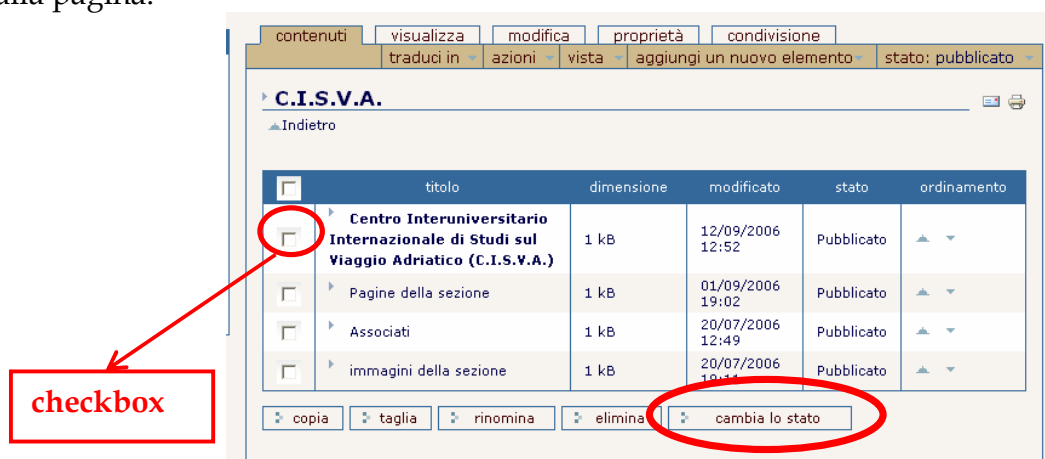 alla pagina.
contenuti visualizza modifica proprietà condivisione
traduci in azioni vista aggiungi un nuovo elemento stato: pubblicato
C.I.S.V.A.
Indietro
titolo dimensione modificato stato ordinamento
Centro Interuniversitario
Internazionale di Studi sul
Viaggio Adriatico (C.I.S.V.A.)
1 kB
12/09/2006
12:52
Pubblicato
Pagine della sezione
1 kB
01/09/2006
19:02
Pubblicato
Associati
1 kB
20/07/2006
12:49
Pubblicato
immagini della sezione
1 kB
20/07/2006
Pubblicato
checkbox
copia taglia rinomina elimina cambia lo stato